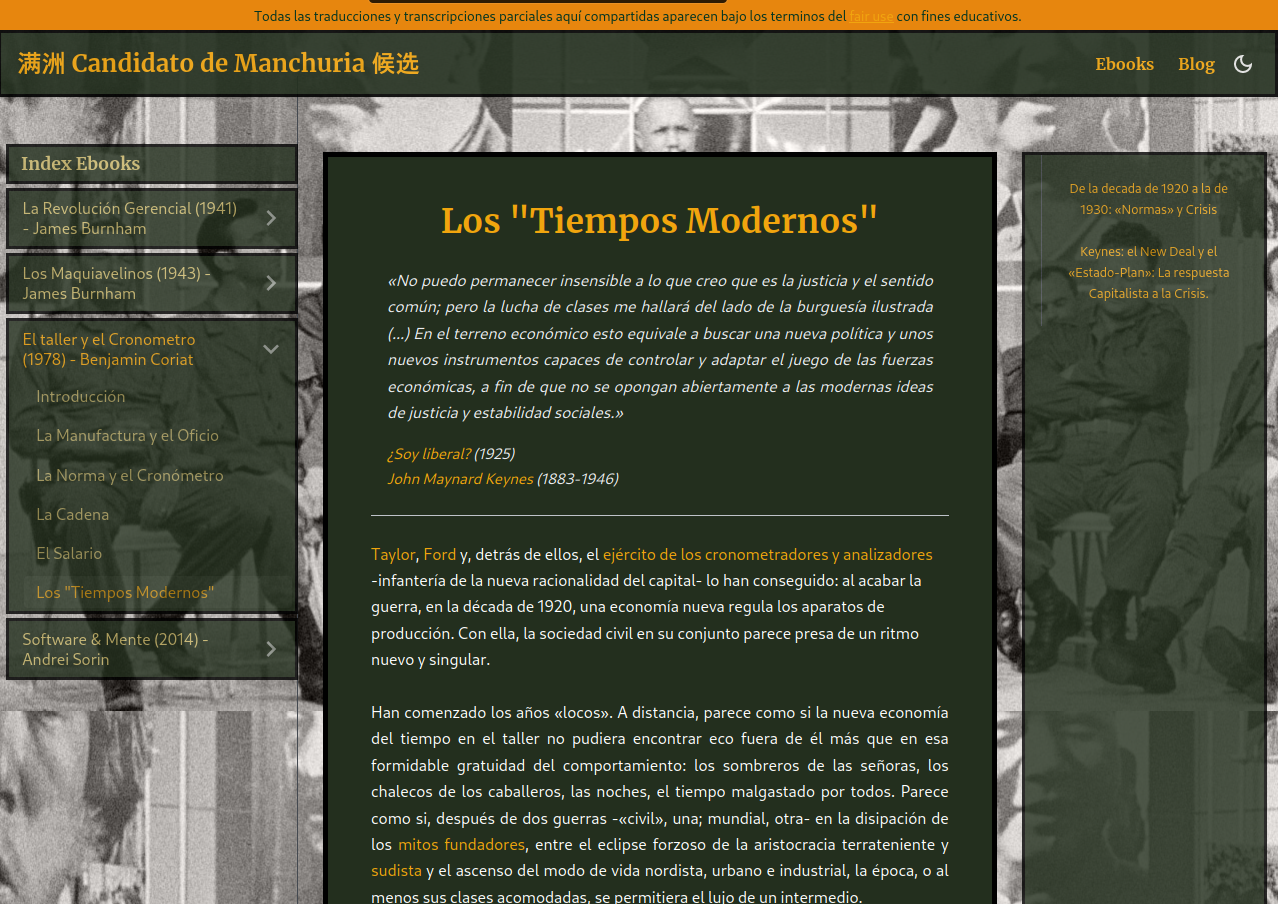 Todas las traducciones y transcripciones parciales aquí compartidas aparecen bajo los terminos del fair use con fines educativos.
满洲 Candidato de Manchuria 候选
Ebooks
Blog
Index Ebooks
La Revolución Gerencial (1941)
- James Burnham
Los Maquiavelinos (1943) -
James Burnham
El taller y el Cronometro
(1978) - Benjamin Coriat
Introducción
La Manufactura y el Oficio
La Norma y el Cronómetro
La Cadena
El Salario
Los "Tiempos Modernos"
Software & Mente (2014) -
Andrei Sorin
Los "Tiempos Modernos"
«No puedo permanecer insensible a lo que creo que es la justicia y el sentido
común; pero la lucha de clases me hallará del lado de la burguesía ilustrada
(...) En el terreno económico esto equivale a buscar una nueva política y unos
nuevos instrumentos capaces de controlar y adaptar el juego de las fuerzas
económicas, a fin de que no se opongan abiertamente a las modernas ideas
de justicia y estabilidad sociales.»
¿Soy liberal? (1925)
John Maynard Keynes (1883-1946)
Taylor, Ford y, detrás de ellos, el ejército de los cronometradores y analizadores
-infantería de la nueva racionalidad del capital- lo han conseguido: al acabar la
guerra, en la década de 1920, una economía nueva regula los aparatos de
producción. Con ella, la sociedad civil en su conjunto parece presa de un ritmo
nuevo y singular.
Han comenzado los años «locos». A distancia, parece como si la nueva economía
del tiempo en el taller no pudiera encontrar eco fuera de él más que en esa
formidable gratuidad del comportamiento: los sombreros de las señoras, los
chalecos de los caballeros, las noches, el tiempo malgastado por todos. Parece
como si, después de dos guerras -«civil», una; mundial, otra- en la disipación de
los mitos fundadores, entre el eclipse forzoso de la aristocracia terrateniente y
sudista y el ascenso del modo de vida nordista, urbano e industrial, la época, o al
menos sus clases acomodadas, se permitiera el lujo de un intermedio.
De la decada de 1920 a la de
1930: «Normas» y Crisis
Keynes: el New Deal y el
«Estado-Plan»: La respuesta
Capitalista a la Crisis.